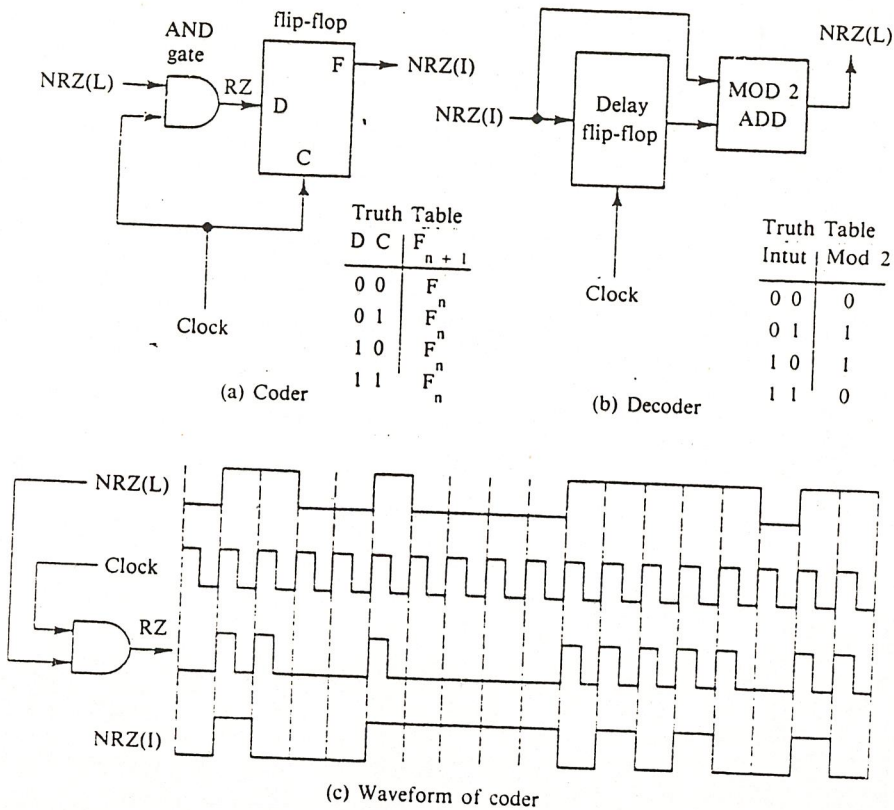 AND
gate
flip-flop
NRZ(L)
RZ
D
F
C
NRZ(I)
Clock
Truth Table
D C F n + 1
0 0 F n
0 1 F n
1 0 F n
1 1 F n
(a) Coder
NRZ(I)
Delay
flip-flop
MOD 2
ADD
NRZ(L)
Clock
Truth Table
Intut Mod 2
0 0 0
0 1 1
1 0 1
1 1 0
(b) Decoder
NRZ(L)
Clock
RZ
NRZ(I)
(c) Waveform of coder